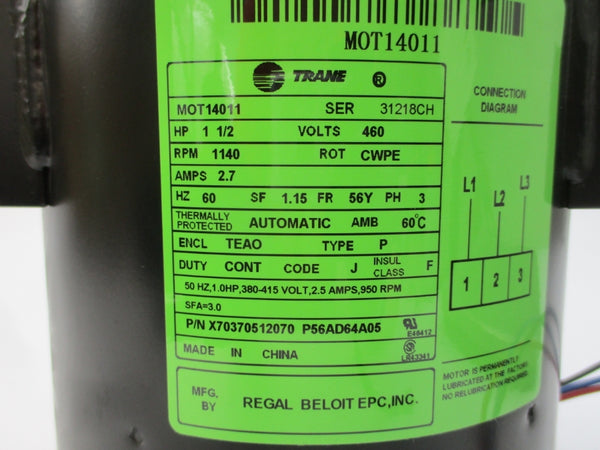 MOT14011
TRANE ®
MOT14011 SER 31218CH
HP 1 1/2 VOLTS 460
RPM 1140 ROT CWPE
AMPS 2.7
HZ 60 SF 1.15 FR 56Y PH 3
THERMALLY PROTECTED AUTOMATIC AMB 60°C
ENCL TEAO TYPE P
DUTY CONT CODE J INSUL CLASS F
50 HZ,1.0HP,380-415 VOLT,2.5 AMPS,950 RPM
SFA=3.0
P/N X70370512070 P56AD64A05
E48412
MADE IN CHINA
LR43341
MFG. BY REGAL BELOIT EPC,INC.
CONNECTION
DIAGRAM
L1 L2 L3
1 2 3
MOTOR IS PERMANENTLY
LUBRICATED AT THE FACTORY.
NO RELUBRICATION REQUIRED.